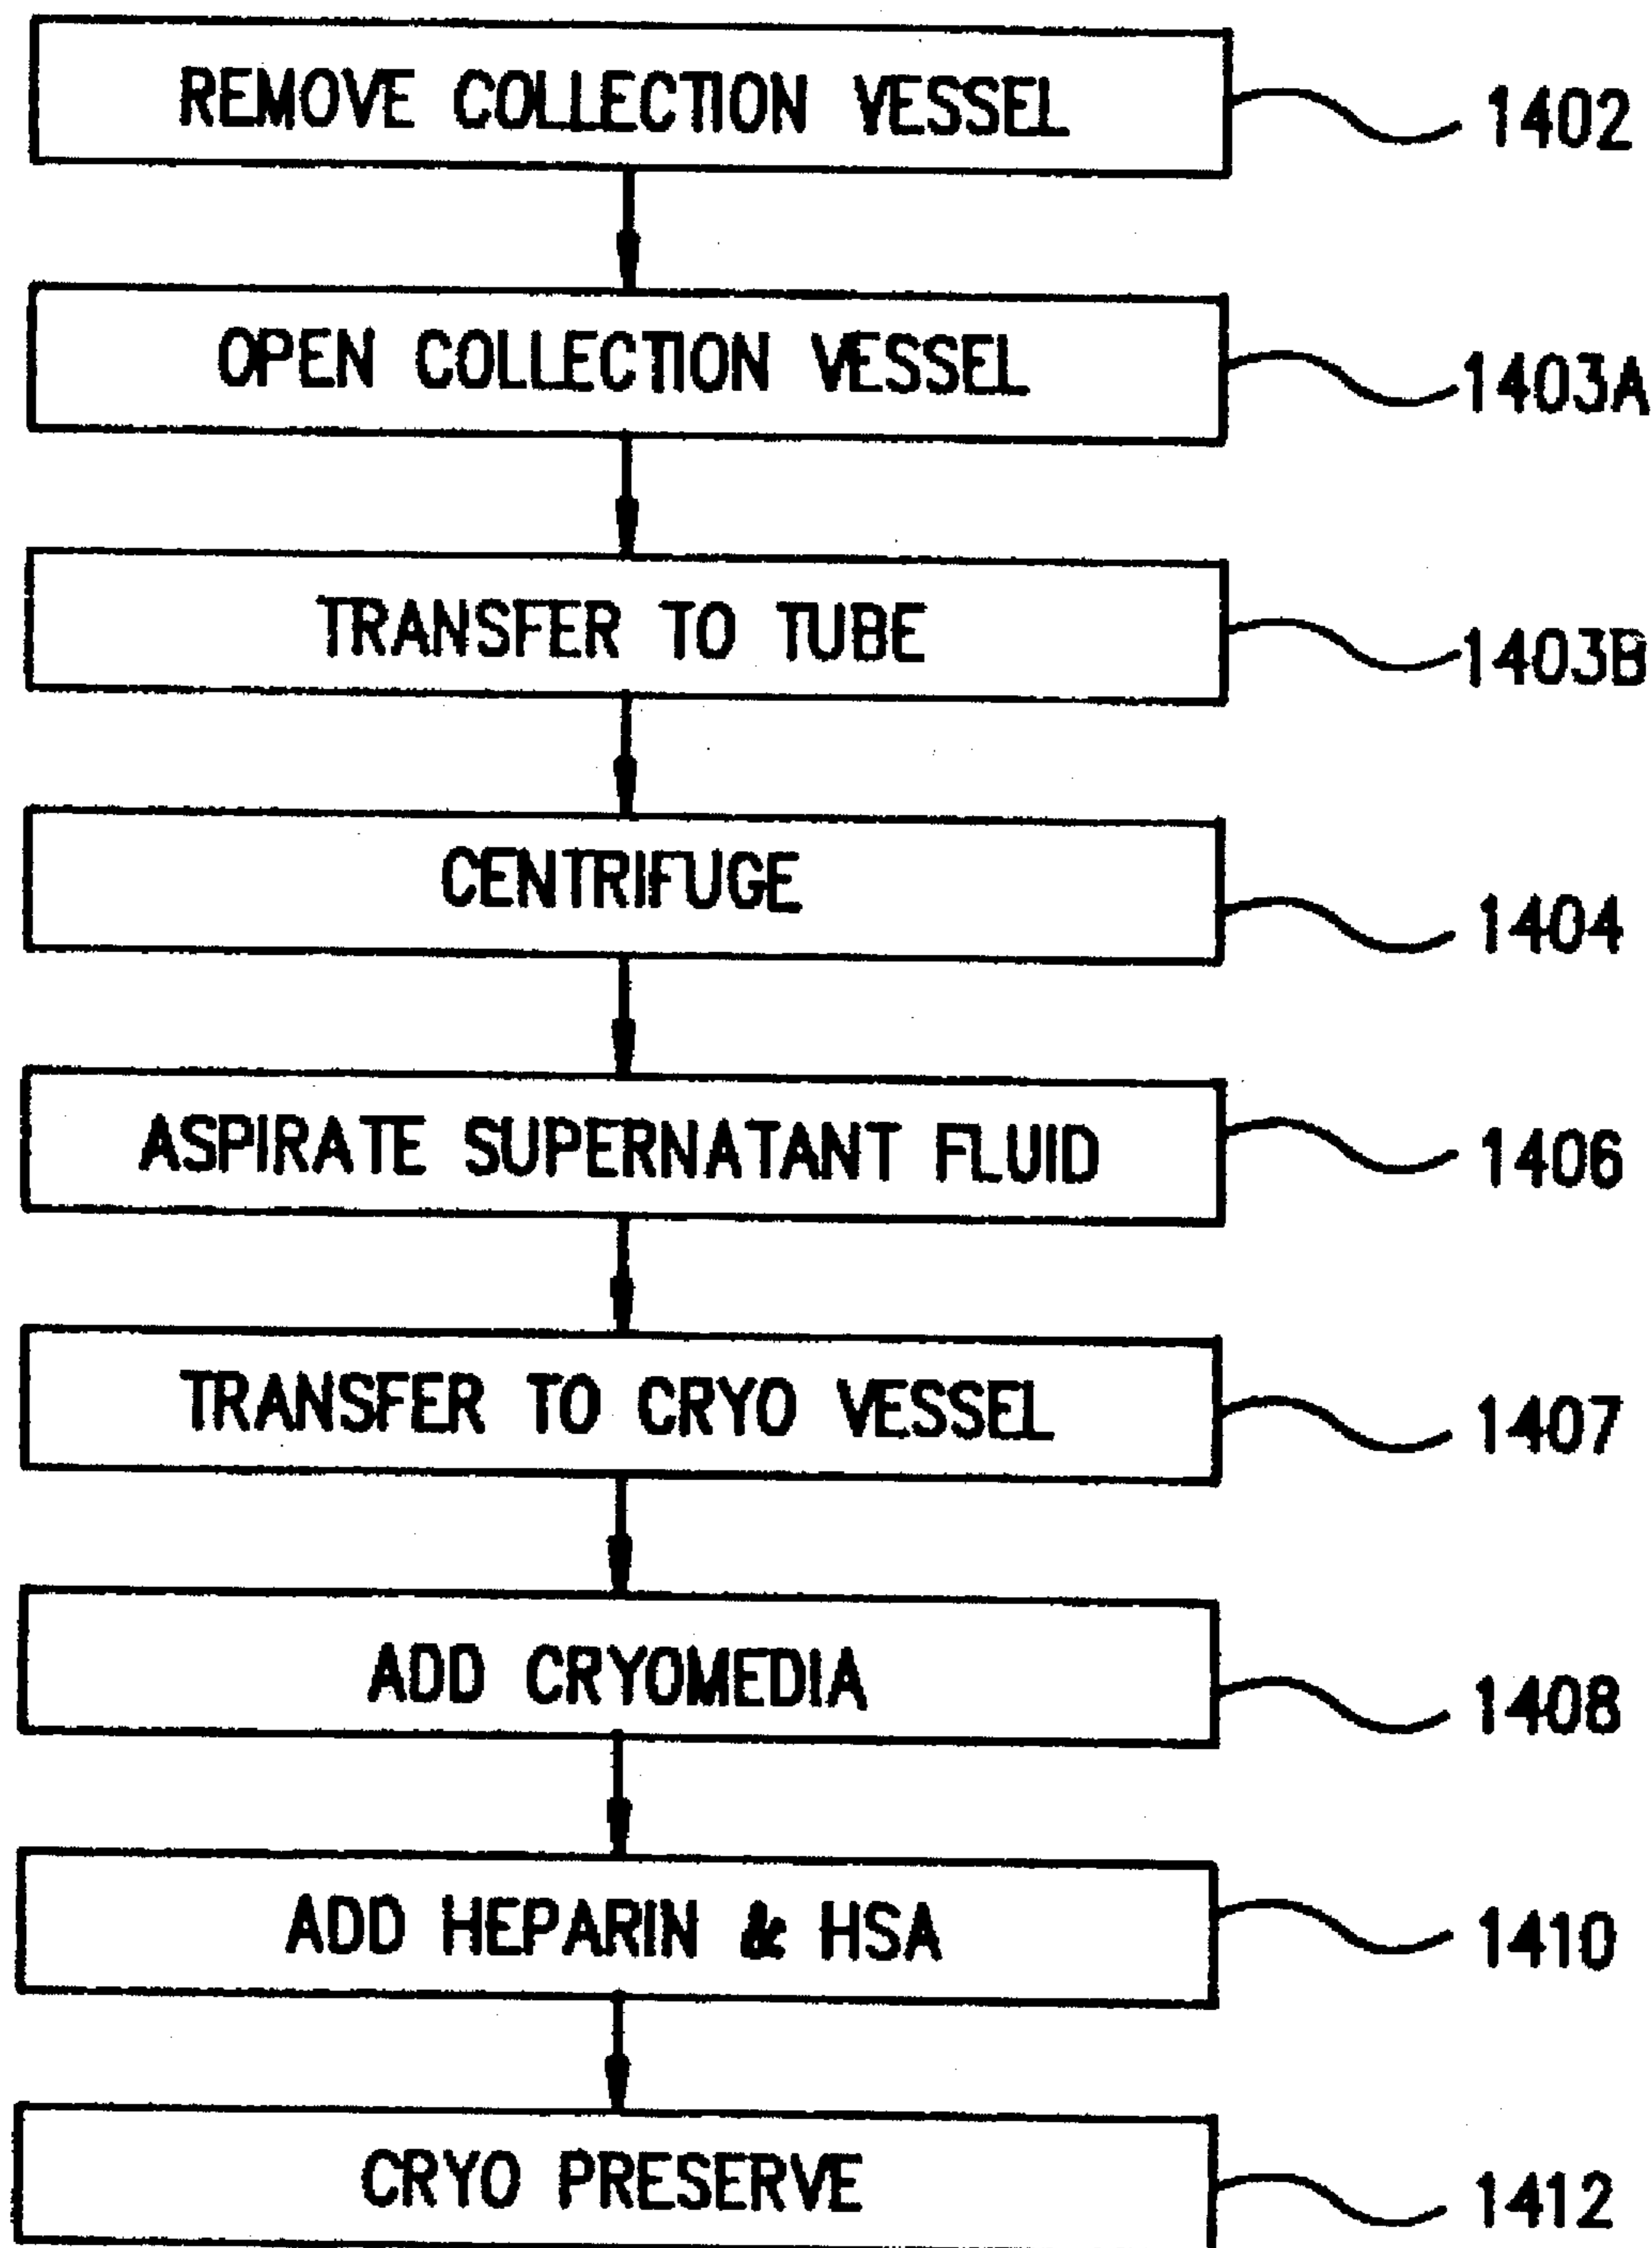 REMOVE COLLECTION VESSEL 1402
OPEN COLLECTION VESSEL 1403A
TRANSFER TO TUBE 1403B
CENTRIFUGE 1404
ASPIRATE SUPERNATANT FLUID 1406
TRANSFER TO CRYO VESSEL 1407
ADD CRYOMEDIA 1408
ADD HEPARIN & HSA 1410
CRYO PRESERVE 1412